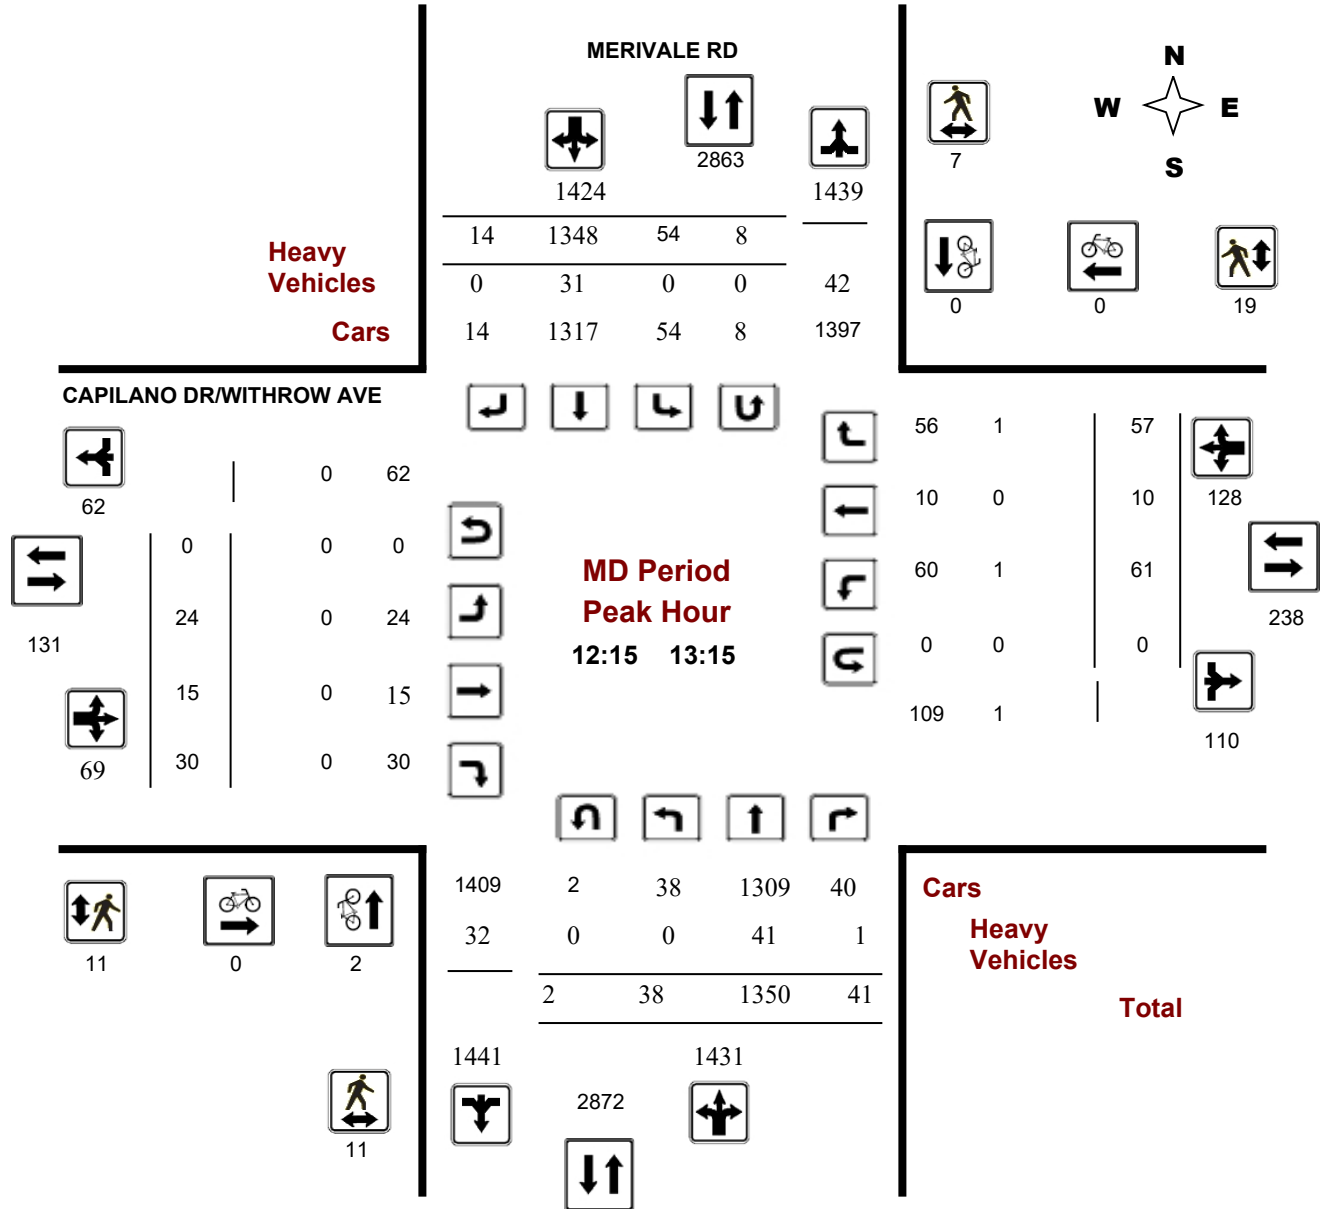 MERIVALE RD
N
W E
S
2863
7
1424 1439
14 1348 54 8
Heavy
Vehicles
0 31 0 0 42
0 0 19
Cars
14 1317 54 8 1397
CAPILANO DR/WITHROW AVE
56 1 57
0 62
62
10 0 10 128
0 0 0
MD Period
60 1 61
Peak Hour
24 0 24
238
131
12:15 13:15
0 0 0
15 0 15
109 1
110
69
30 0 30
1409 2 38 1309 40
Cars
32 0 0 41 1
Heavy
Vehicles
11 0 2
2 38 1350 41
Total
1441 1431
2872
11